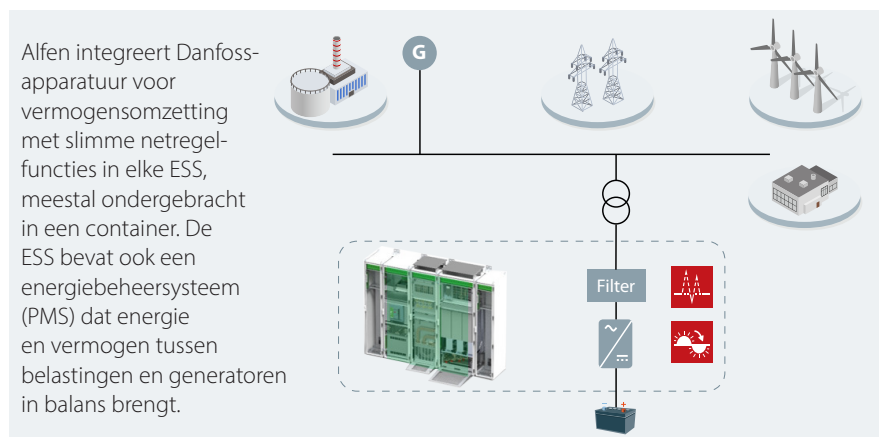 Alfen integreert Danfoss-
apparatuur voor
vermogensomzetting
met slimme netregel-
functies in elke ESS,
meestal ondergebracht
in een container. De
ESS bevat ook een
energiebeheersysteem
(PMS) dat energie
en vermogen tussen
belastingen en generatoren
in balans brengt.
G
Filter